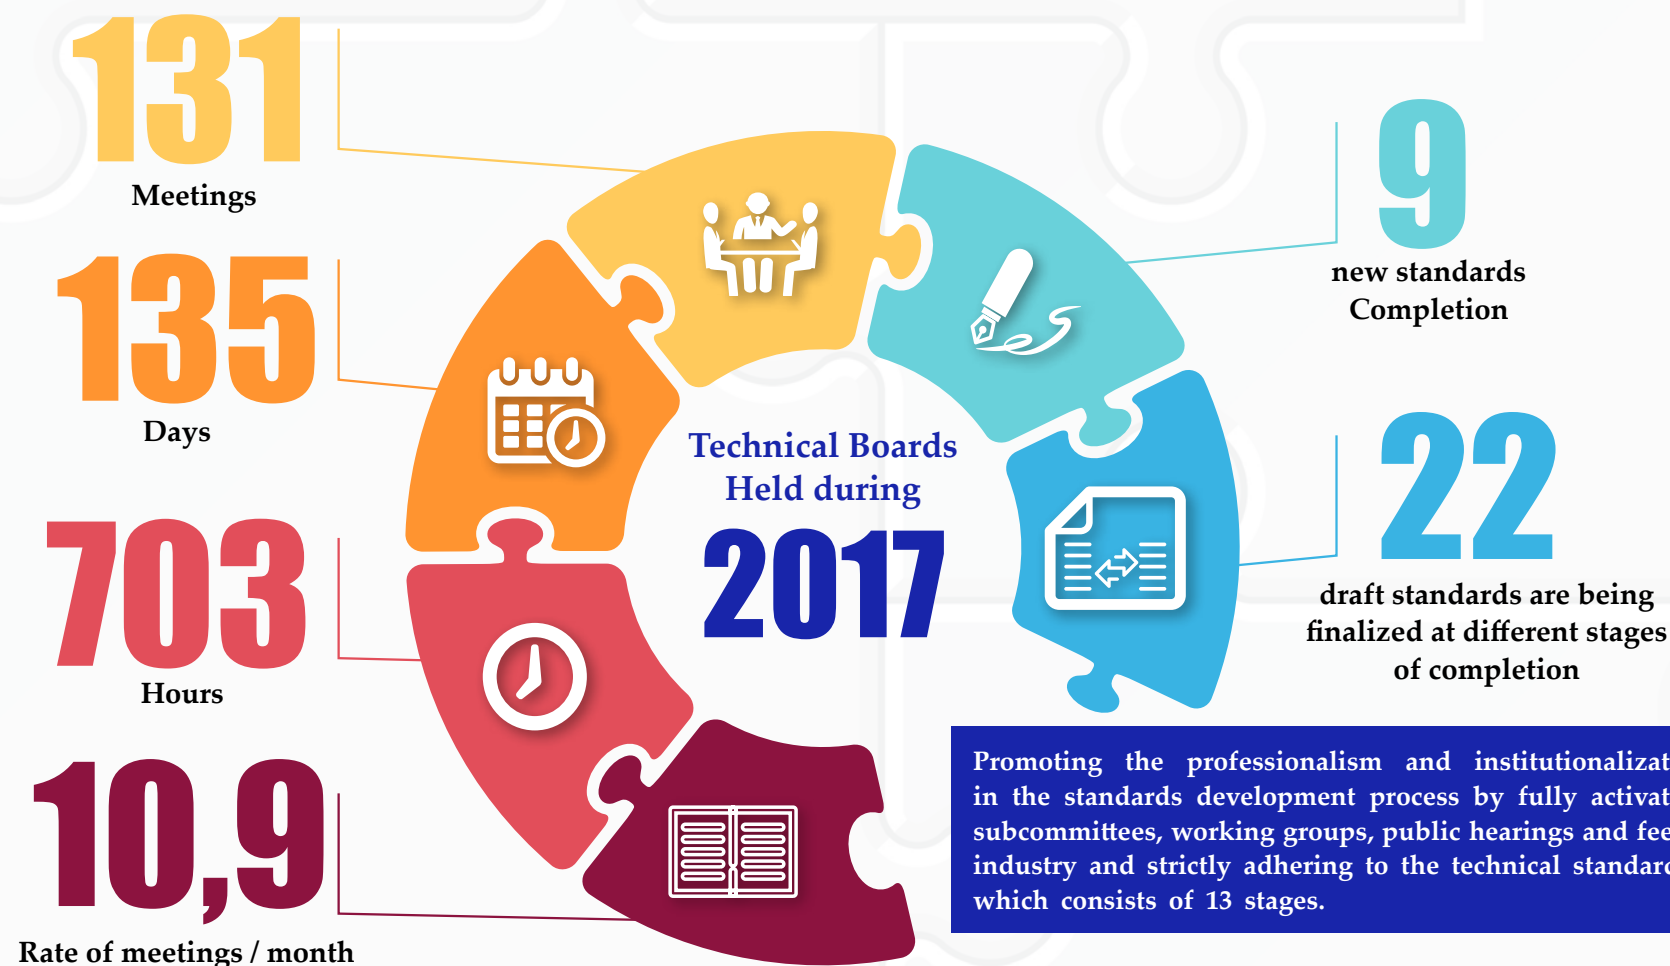 131
Meetings
135
Days
703
Hours
10,9
Rate of meetings / month
Technical Boards
Held during
2017
9
new standards
Completion
22
draft standards are being
finalized at different stages
of completion
Promoting the professionalism and
in the standards development process by fully
subcommittees, working groups, public hearings and
industry and strictly adhering to the technical
which consists of 13 stages.